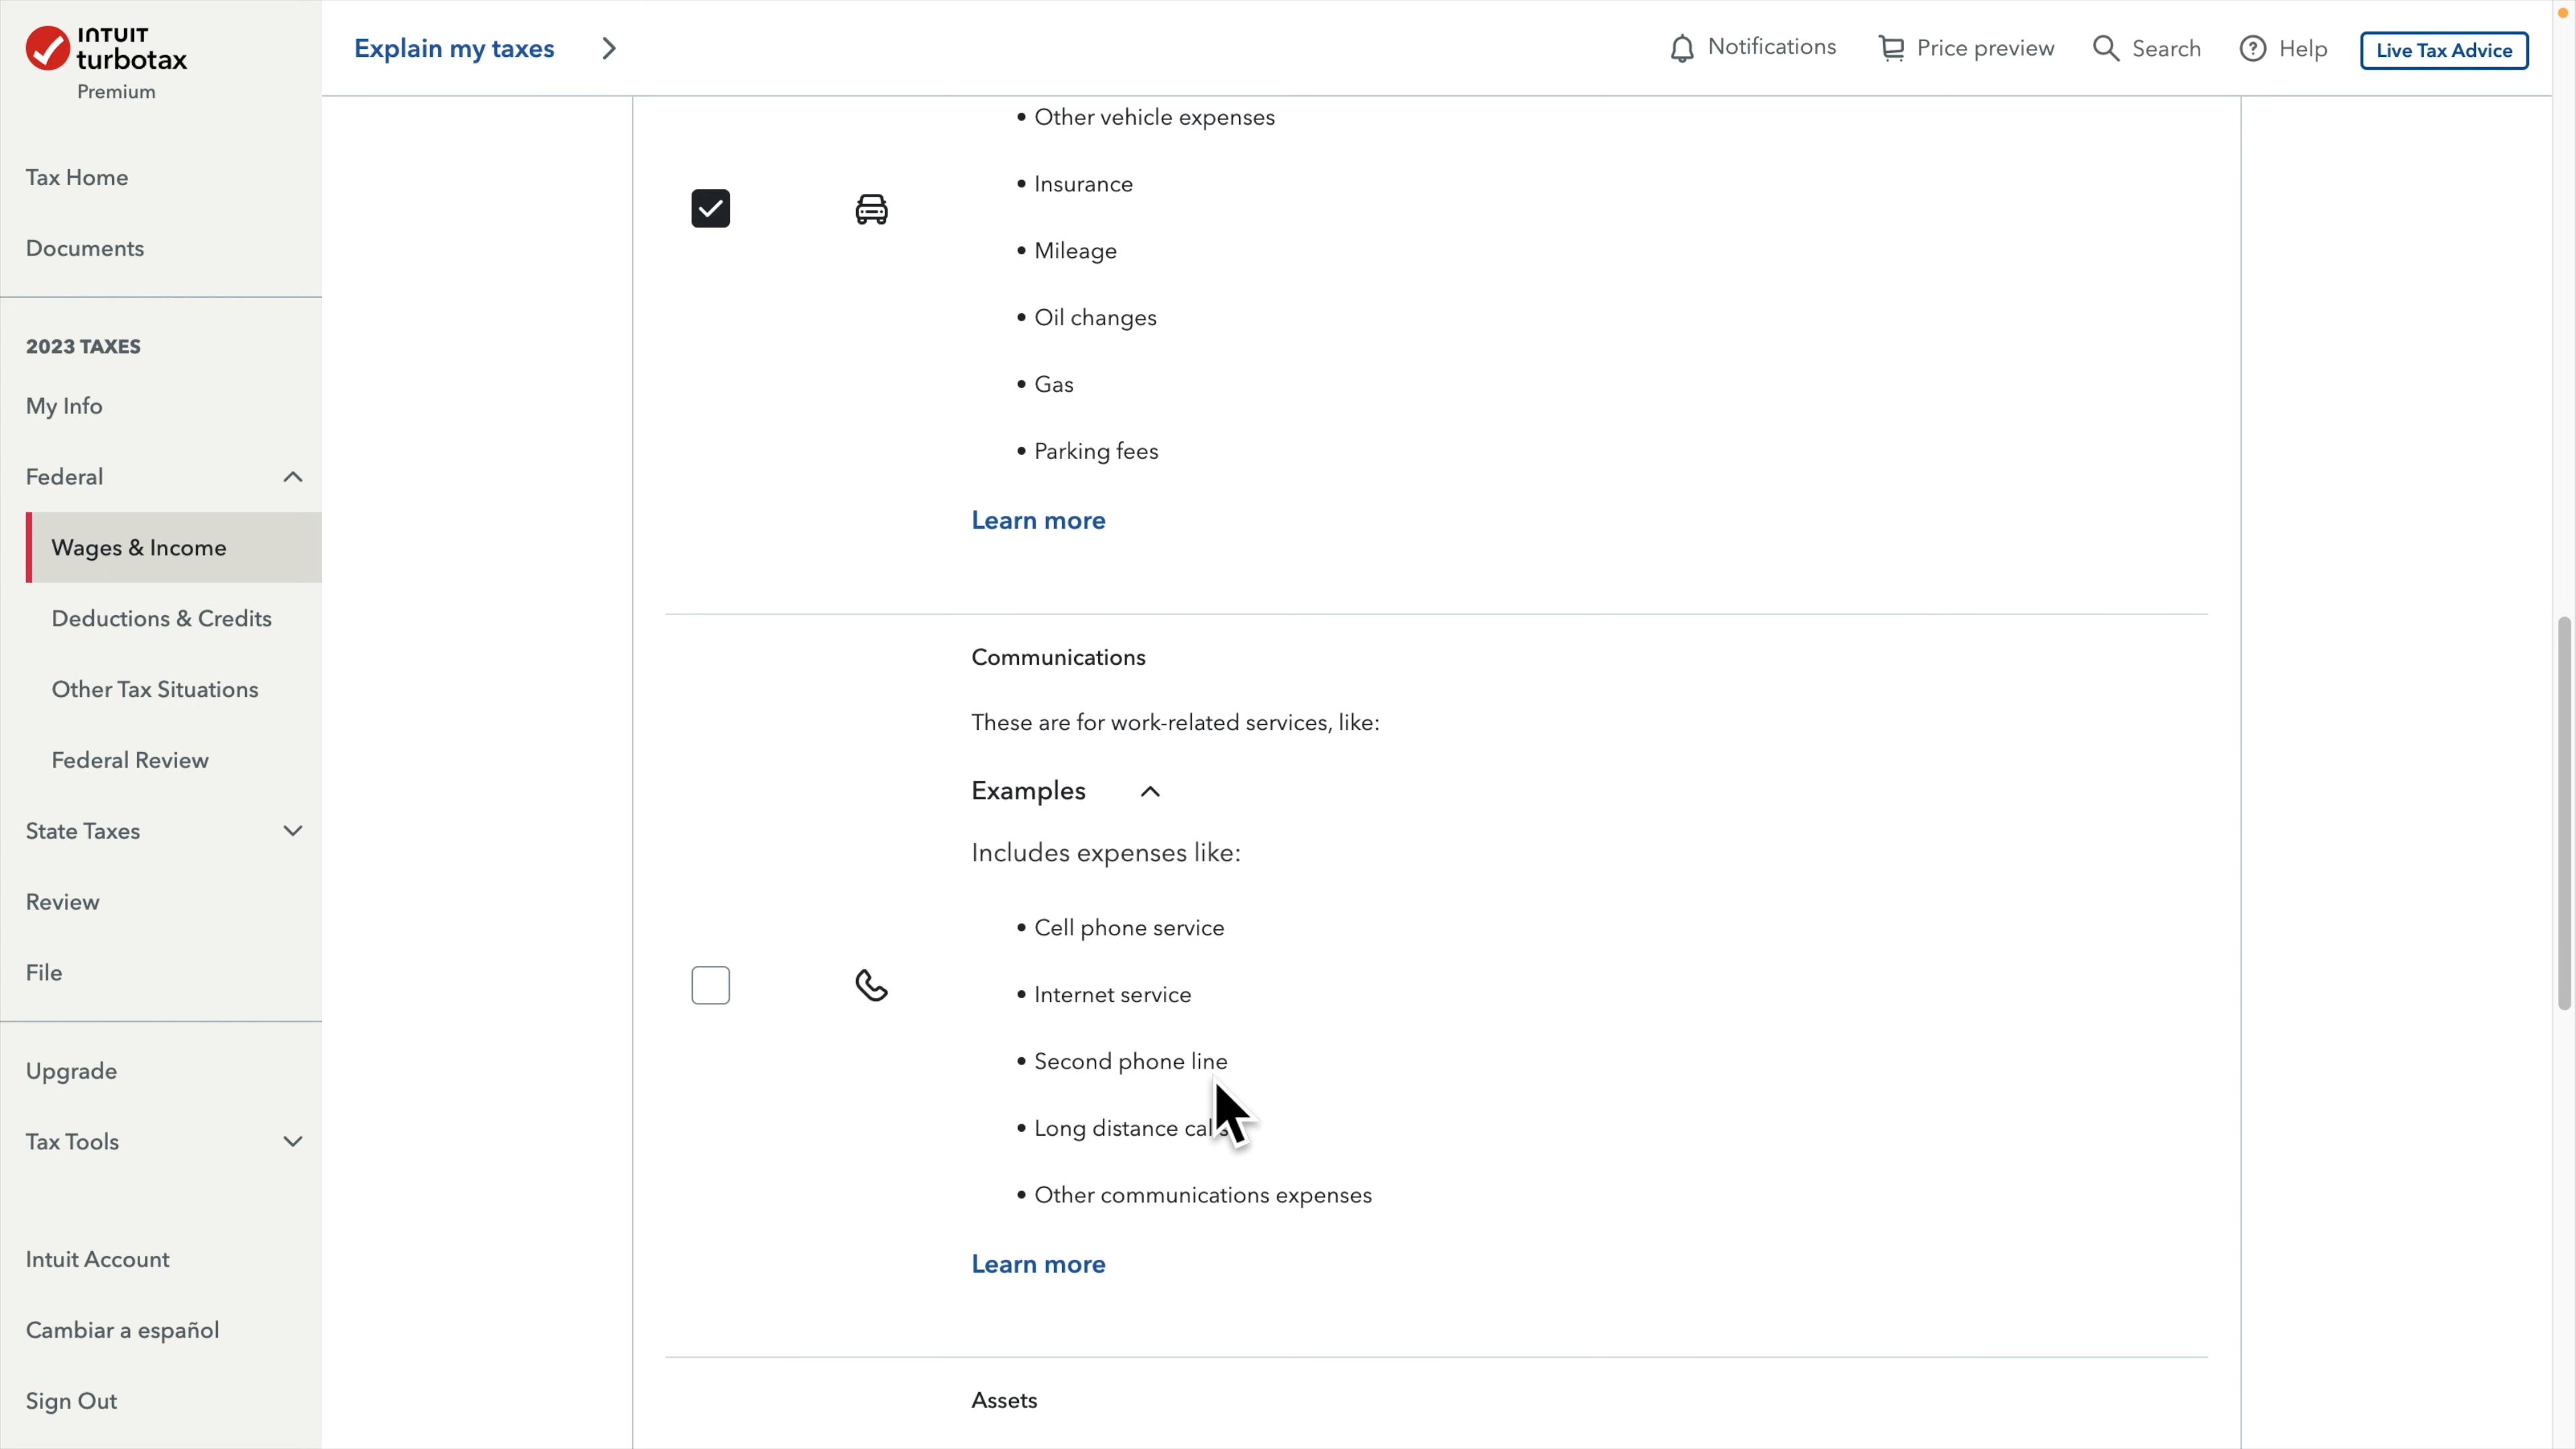 INTUIT
turbotax
Premium
Explain my taxes
Notifications
Price preview
Search
Help
Live Tax Advice
Tax Home
Documents
2023 TAXES
My Info
Federal
Wages & Income
Deductions & Credits
Other Tax Situations
Federal Review
State Taxes
Review
File
Upgrade
Tax Tools
Intuit Account
Cambiar a español
Sign Out
• Other vehicle expenses
• Insurance
• Mileage
• Oil changes
• Gas
• Parking fees
Learn more
Communications
These are for work-related services, like:
Examples
Includes expenses like:
• Cell phone service
• Internet service
• Second phone line
• Long distance calls
• Other communications expenses
Learn more
Assets